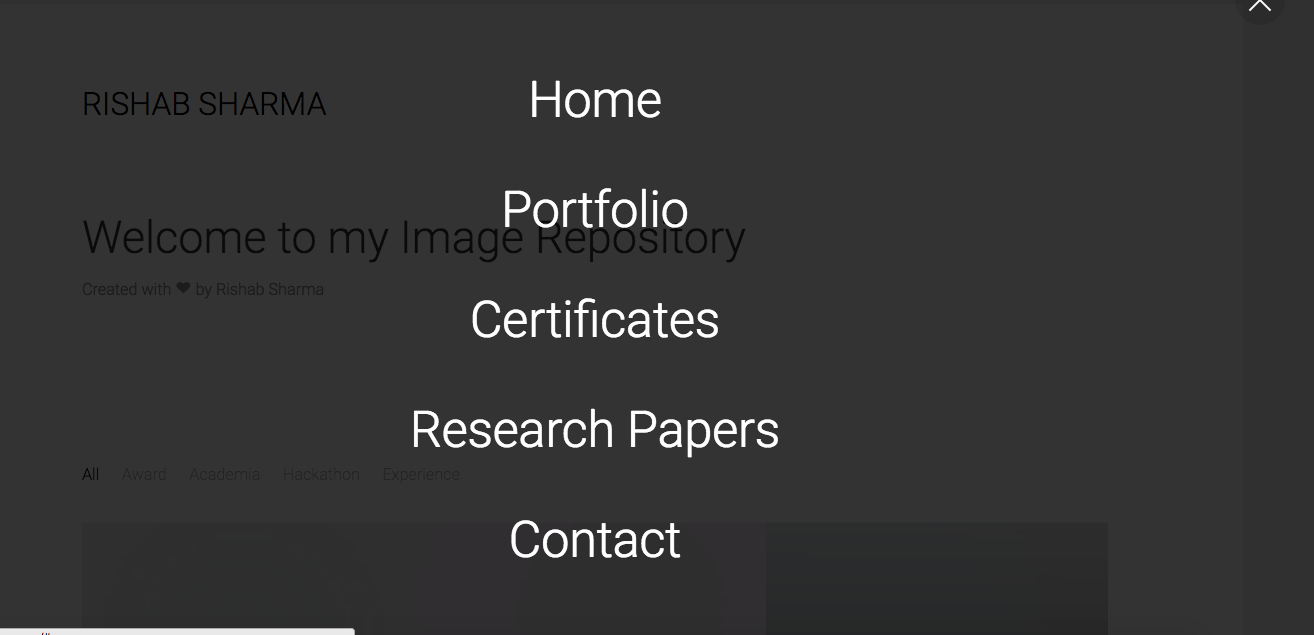 Home
RISHAB SHARMA
Portfolio
Welcome to my Image Repository
Created with ❤ by Rishab Sharma
Certificates
Research Papers
All Award Academia Hackathon Experience
Contact